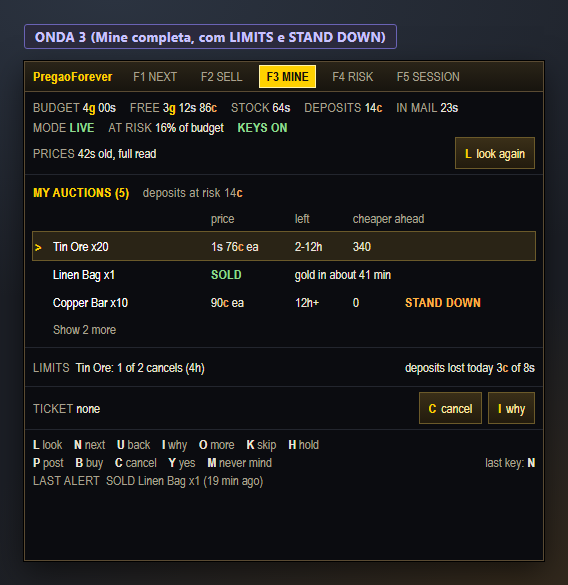 ONDA 3 (Mine completa, com LIMITS e STAND DOWN)
PregaoForever F1 NEXT F2 SELL F3 MINE F4 RISK F5 SESSION
BUDGET 4g 00s FREE 3g 12s 86c STOCK 64s DEPOSITS 14c IN MAIL 23s
MODE LIVE AT RISK 16% of budget KEYS ON
PRICES 42s old, full read L look again
MY AUCTIONS (5) deposits at risk 14c
price left cheaper ahead
> Tin Ore x20 1s 76c ea 2-12h 340
Linen Bag x1 SOLD gold in about 41 min
Copper Bar x10 90c ea 12h+ 0 STAND DOWN
Show 2 more
LIMITS Tin Ore: 1 of 2 cancels (4h) deposits lost today 3c of 8s
TICKET none C cancel I why
L look N next U back I why O more K skip H hold
P post B buy C cancel Y yes M never mind last key: N
LAST ALERT SOLD Linen Bag x1 (19 min ago)